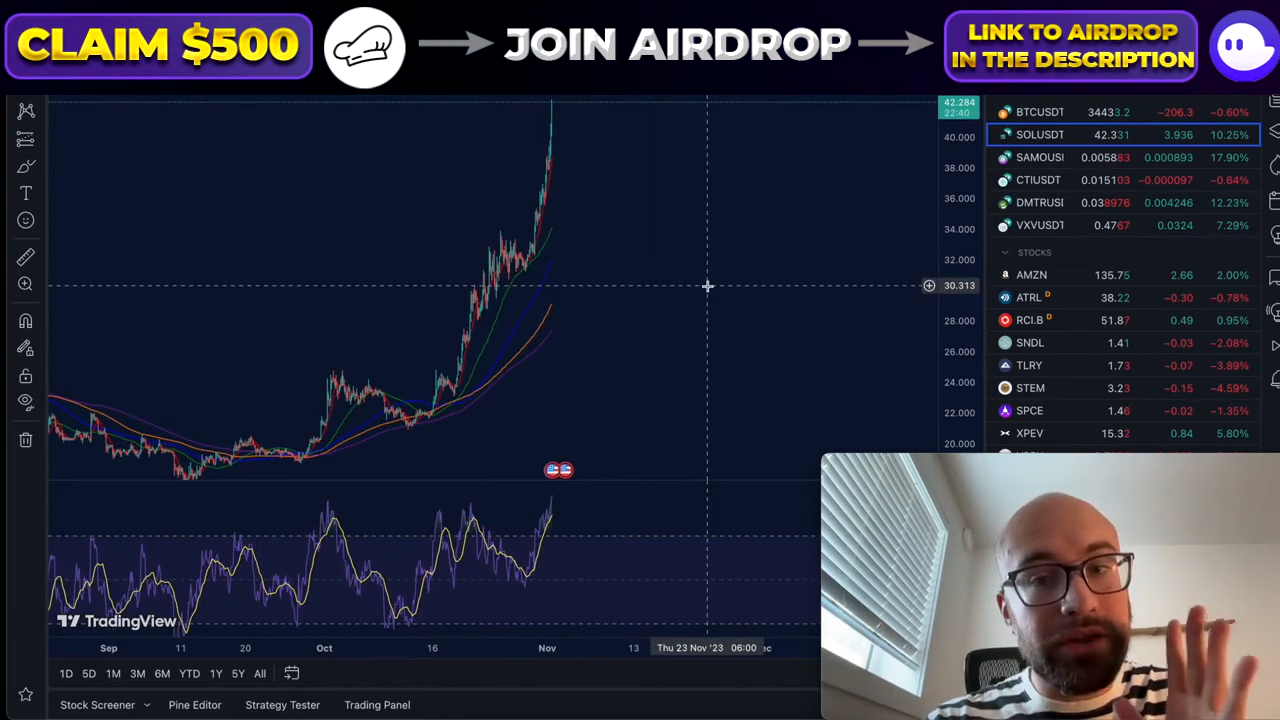 CLAIM $500
JOIN AIRDROP
LINK TO AIRDROP
IN THE DESCRIPTION
42.284
22:40
40.000
38.000
36.000
34.000
32.000
30.313
28.000
26.000
24.000
22.000
20.000
BTCUSDT 34433.2 −206.3 −0.60%
SOLUSDT 42.331 3.936 10.25%
SAMOUSI 0.005883 0.000893 17.90%
CTIUSDT 0.015103 −0.000097 −0.64%
DMTRUSI 0.038976 0.004246 12.23%
VXVUSDT 0.4767 0.0324 7.29%
STOCKS
AMZN 135.75 2.66 2.00%
ATRL D 38.22 −0.30 −0.78%
RCI.B D 51.87 0.49 0.95%
SNDL 1.41 −0.03 −2.08%
TLRY 1.73 −0.07 −3.89%
STEM 3.23 −0.15 −4.59%
SPCE 1.46 −0.02 −1.35%
XPEV 15.32 0.84 5.80%
TradingView
Sep 11 20 Oct 16 Nov 13 Thu 23 Nov '23 06:00 ec
1D 5D 1M 3M 6M YTD 1Y 5Y All
Stock Screener Pine Editor Strategy Tester Trading Panel